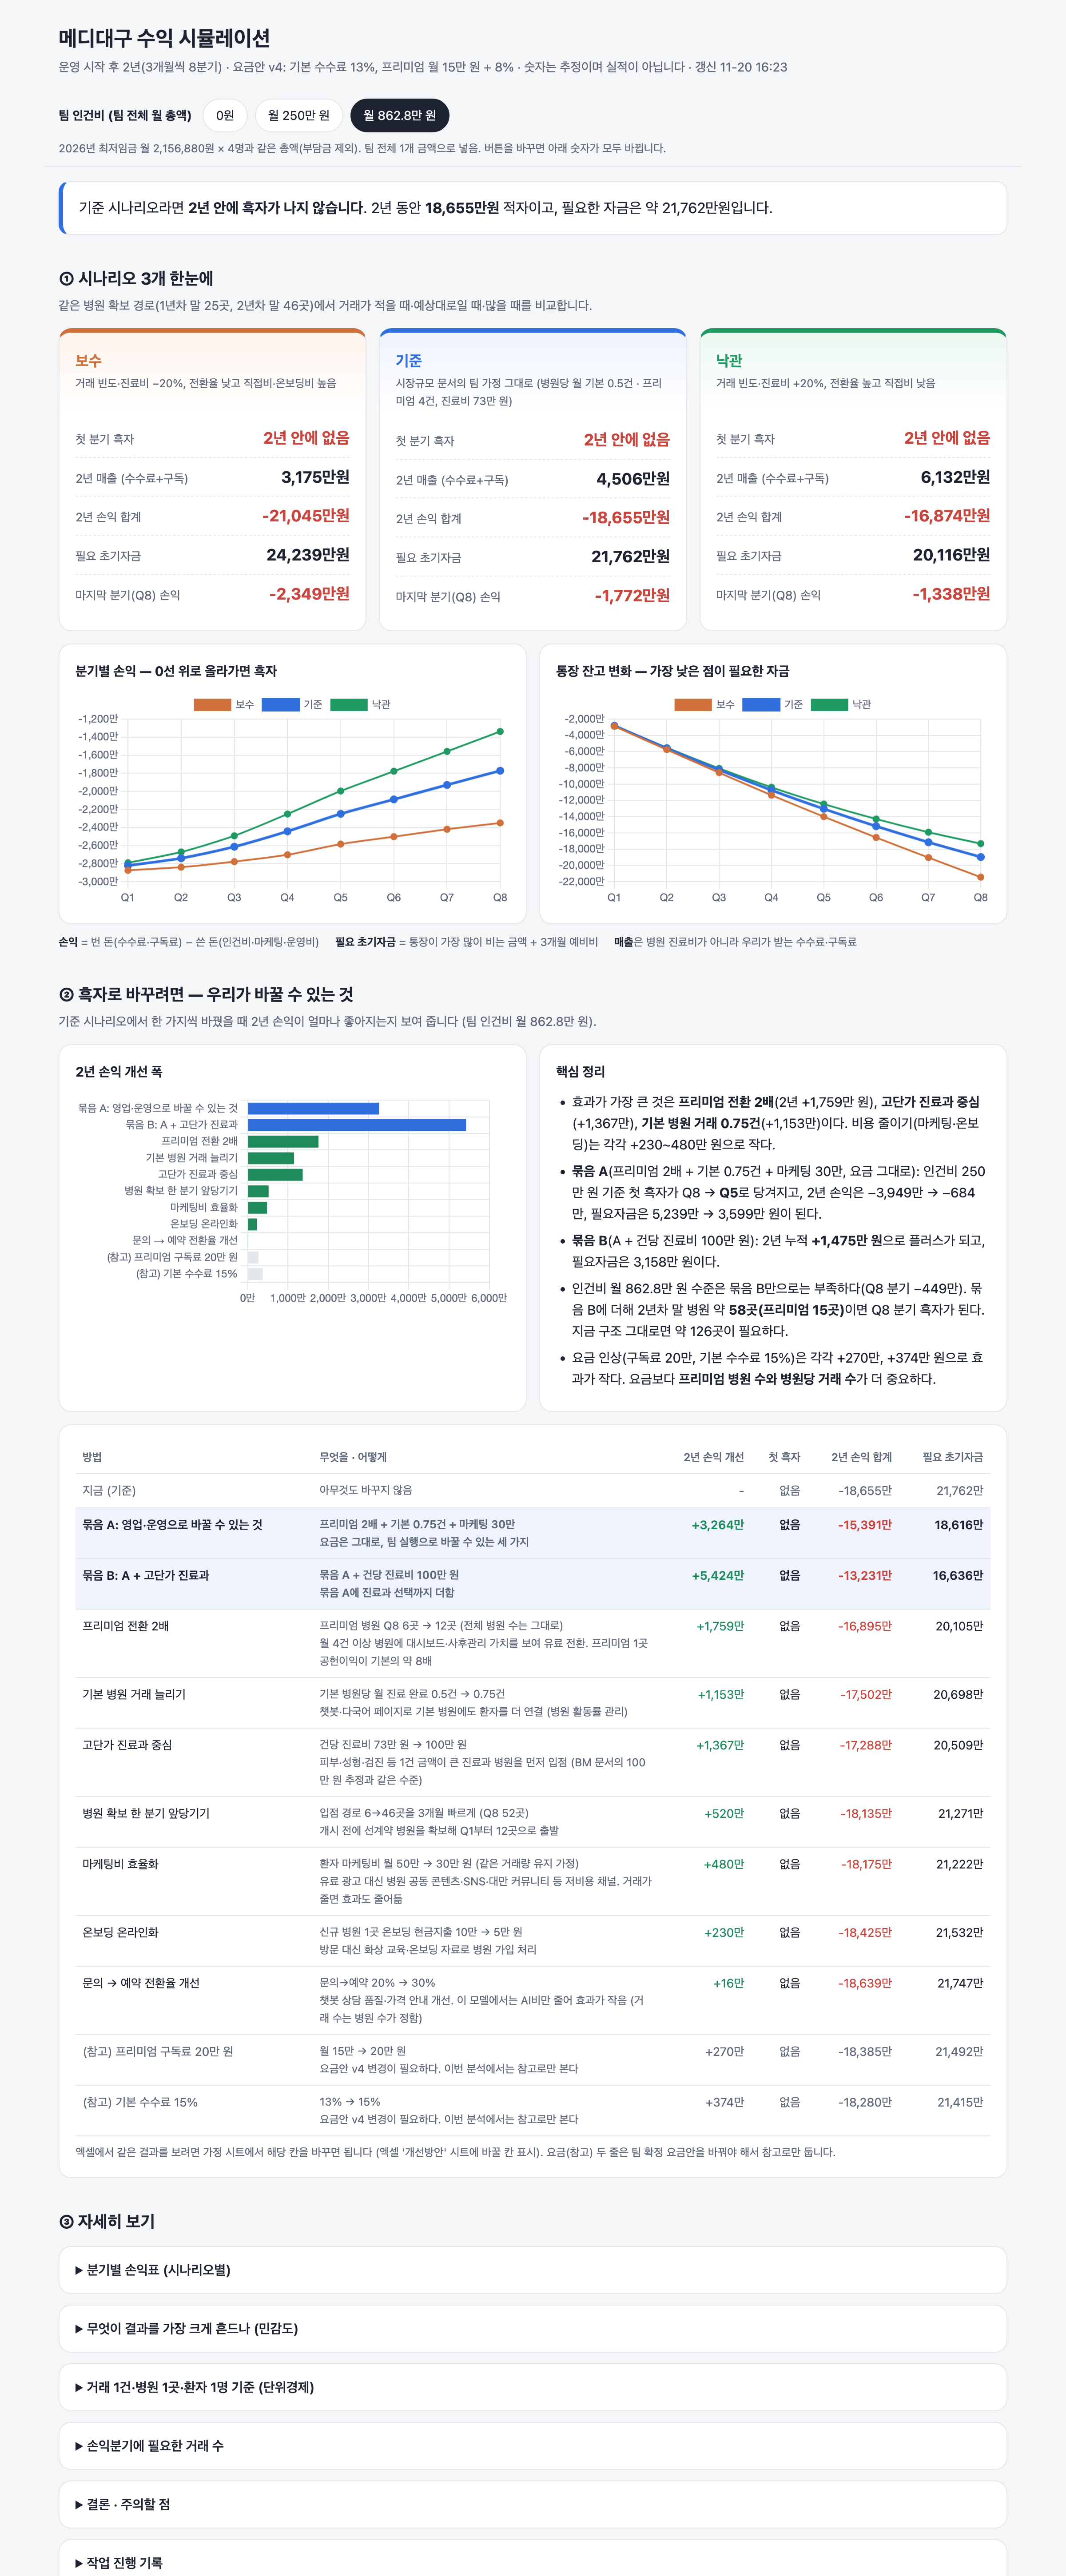 메디대구 수익 시뮬레이션
운영 시작 후 2년(3개월씩 8분기) · 요금안 v4: 기본 수수료 13%, 프리미엄 월 15만 원 + 8% · 숫자는 추정이며 실적이 아닙니다 · 갱신 11-20 16:23
팀 인건비 (팀 전체 월 총액) 0원 월 250만 원 월 862.8만 원
2026년 최저임금 월 2,156,880원 × 4명과 같은 총액(부담금 제외). 팀 전체 1개 금액으로 넣음. 버튼을 바꾸면 아래 숫자가 모두 바뀝니다.
기준 시나리오라면 2년 안에 흑자가 나지 않습니다. 2년 동안 18,655만원 적자이고, 필요한 자금은 약 21,762만원입니다.
① 시나리오 3개 한눈에
같은 병원 확보 경로(1년차 말 25곳, 2년차 말 46곳)에서 거래가 적을 때·예상대로일 때·많을 때를 비교합니다.
보수
거래 빈도·진료비 −20%, 전환율 낮고 직접비·온보딩비 높음
첫 분기 흑자 2년 안에 없음
2년 매출 (수수료+구독) 3,175만원
2년 손익 합계 -21,045만원
필요 초기자금 24,239만원
마지막 분기(Q8) 손익 -2,349만원
기준
시장규모 문서의 팀 가정 그대로 (병원당 월 기본 0.5건 · 프리
미엄 4건, 진료비 73만 원)
첫 분기 흑자 2년 안에 없음
2년 매출 (수수료+구독) 4,506만원
2년 손익 합계 -18,655만원
필요 초기자금 21,762만원
마지막 분기(Q8) 손익 -1,772만원
낙관
거래 빈도·진료비 +20%, 전환율 높고 직접비 낮음
첫 분기 흑자 2년 안에 없음
2년 매출 (수수료+구독) 6,132만원
2년 손익 합계 -16,874만원
필요 초기자금 20,116만원
마지막 분기(Q8) 손익 -1,338만원
분기별 손익 — 0선 위로 올라가면 흑자
보수 기준 낙관
-1,200만
-1,400만
-1,600만
-1,800만
-2,000만
-2,200만
-2,400만
-2,600만
-2,800만
-3,000만
Q1 Q2 Q3 Q4 Q5 Q6 Q7 Q8
통장 잔고 변화 — 가장 낮은 점이 필요한 자금
보수 기준 낙관
-2,000만
-4,000만
-6,000만
-8,000만
-10,000만
-12,000만
-14,000만
-16,000만
-18,000만
-20,000만
-22,000만
Q1 Q2 Q3 Q4 Q5 Q6 Q7 Q8
손익 = 번 돈(수수료·구독료) − 쓴 돈(인건비·마케팅·운영비) 필요 초기자금 = 통장이 가장 많이 비는 금액 + 3개월 예비비 매출은 병원 진료비가 아니라 우리가 받는 수수료·구독료
② 흑자로 바꾸려면 — 우리가 바꿀 수 있는 것
기준 시나리오에서 한 가지씩 바꿨을 때 2년 손익이 얼마나 좋아지는지 보여 줍니다 (팀 인건비 월 862.8만 원).
2년 손익 개선 폭
묶음 A: 영업·운영으로 바꿀 수 있는 것
묶음 B: A + 고단가 진료과
프리미엄 전환 2배
기본 병원 거래 늘리기
고단가 진료과 중심
병원 확보 한 분기 앞당기기
마케팅비 효율화
온보딩 온라인화
문의 → 예약 전환율 개선
(참고) 프리미엄 구독료 20만 원
(참고) 기본 수수료 15%
0만 1,000만 2,000만 3,000만 4,000만 5,000만 6,000만
핵심 정리
• 효과가 가장 큰 것은 프리미엄 전환 2배(2년 +1,759만 원), 고단가 진료과 중심
(+1,367만), 기본 병원 거래 0.75건(+1,153만)이다. 비용 줄이기(마케팅·온보
딩)는 각각 +230~480만 원으로 작다.
• 묶음 A(프리미엄 2배 + 기본 0.75건 + 마케팅 30만, 요금 그대로): 인건비 250
만 원 기준 첫 흑자가 Q8 → Q5로 당겨지고, 2년 손익은 −3,949만 → −684
만, 필요자금은 5,239만 → 3,599만 원이 된다.
• 묶음 B(A + 건당 진료비 100만 원): 2년 누적 +1,475만 원으로 플러스가 되고,
필요자금은 3,158만 원이다.
• 인건비 월 862.8만 원 수준은 묶음 B만으로는 부족하다(Q8 분기 −449만). 묶
음 B에 더해 2년차 말 병원 약 58곳(프리미엄 15곳)이면 Q8 분기 흑자가 된다.
지금 구조 그대로면 약 126곳이 필요하다.
• 요금 인상(구독료 20만, 기본 수수료 15%)은 각각 +270만, +374만 원으로 효
과가 작다. 요금보다 프리미엄 병원 수와 병원당 거래 수가 더 중요하다.
방법 무엇을 · 어떻게 2년 손익 개선 첫 흑자 2년 손익 합계 필요 초기자금
지금 (기준) 아무것도 바꾸지 않음 - 없음 -18,655만 21,762만
묶음 A: 영업·운영으로 바꿀 수 있는 것 프리미엄 2배 + 기본 0.75건 + 마케팅 30만 +3,264만 없음 -15,391만 18,616만
요금은 그대로, 팀 실행으로 바꿀 수 있는 세 가지
묶음 B: A + 고단가 진료과 묶음 A + 건당 진료비 100만 원 +5,424만 없음 -13,231만 16,636만
묶음 A에 진료과 선택까지 더함
프리미엄 전환 2배 프리미엄 병원 Q8 6곳 → 12곳 (전체 병원 수는 그대로) +1,759만 없음 -16,895만 20,105만
월 4건 이상 병원에 대시보드·사후관리 가치를 보여 유료 전환. 프리미엄 1곳
공헌이익이 기본의 약 8배
기본 병원 거래 늘리기 기본 병원당 월 진료 완료 0.5건 → 0.75건 +1,153만 없음 -17,502만 20,698만
챗봇·다국어 페이지로 기본 병원에도 환자를 더 연결 (병원 활동률 관리)
고단가 진료과 중심 건당 진료비 73만 원 → 100만 원 +1,367만 없음 -17,288만 20,509만
피부·성형·검진 등 1건 금액이 큰 진료과 병원을 먼저 입점 (BM 문서의 100
만 원 추정과 같은 수준)
병원 확보 한 분기 앞당기기 입점 경로 6→46곳을 3개월 빠르게 (Q8 52곳) +520만 없음 -18,135만 21,271만
개시 전에 선계약 병원을 확보해 Q1부터 12곳으로 출발
마케팅비 효율화 환자 마케팅비 월 50만 → 30만 원 (같은 거래량 유지 가정) +480만 없음 -18,175만 21,222만
유료 광고 대신 병원 공동 콘텐츠·SNS·대만 커뮤니티 등 저비용 채널. 거래가
줄면 효과도 줄어듦
온보딩 온라인화 신규 병원 1곳 온보딩 현금지출 10만 → 5만 원 +230만 없음 -18,425만 21,532만
방문 대신 화상 교육·온보딩 자료로 병원 가입 처리
문의 → 예약 전환율 개선 문의→예약 20% → 30% +16만 없음 -18,639만 21,747만
챗봇 상담 품질·가격 안내 개선. 이 모델에서는 AI비만 줄어 효과가 작음 (거
래 수는 병원 수가 정함)
(참고) 프리미엄 구독료 20만 원 월 15만 → 20만 원 +270만 없음 -18,385만 21,492만
요금안 v4 변경이 필요하다. 이번 분석에서는 참고로만 본다
(참고) 기본 수수료 15% 13% → 15% +374만 없음 -18,280만 21,415만
요금안 v4 변경이 필요하다. 이번 분석에서는 참고로만 본다
엑셀에서 같은 결과를 보려면 가정 시트에서 해당 칸을 바꾸면 됩니다 (엑셀 '개선방안' 시트에 바꿀 칸 표시). 요금(참고) 두 줄은 팀 확정 요금안을 바꿔야 해서 참고로만 둡니다.
③ 자세히 보기
▶ 분기별 손익표 (시나리오별)
▶ 무엇이 결과를 가장 크게 흔드나 (민감도)
▶ 거래 1건·병원 1곳·환자 1명 기준 (단위경제)
▶ 손익분기에 필요한 거래 수
▶ 결론 · 주의할 점
▶ 작업 진행 기록